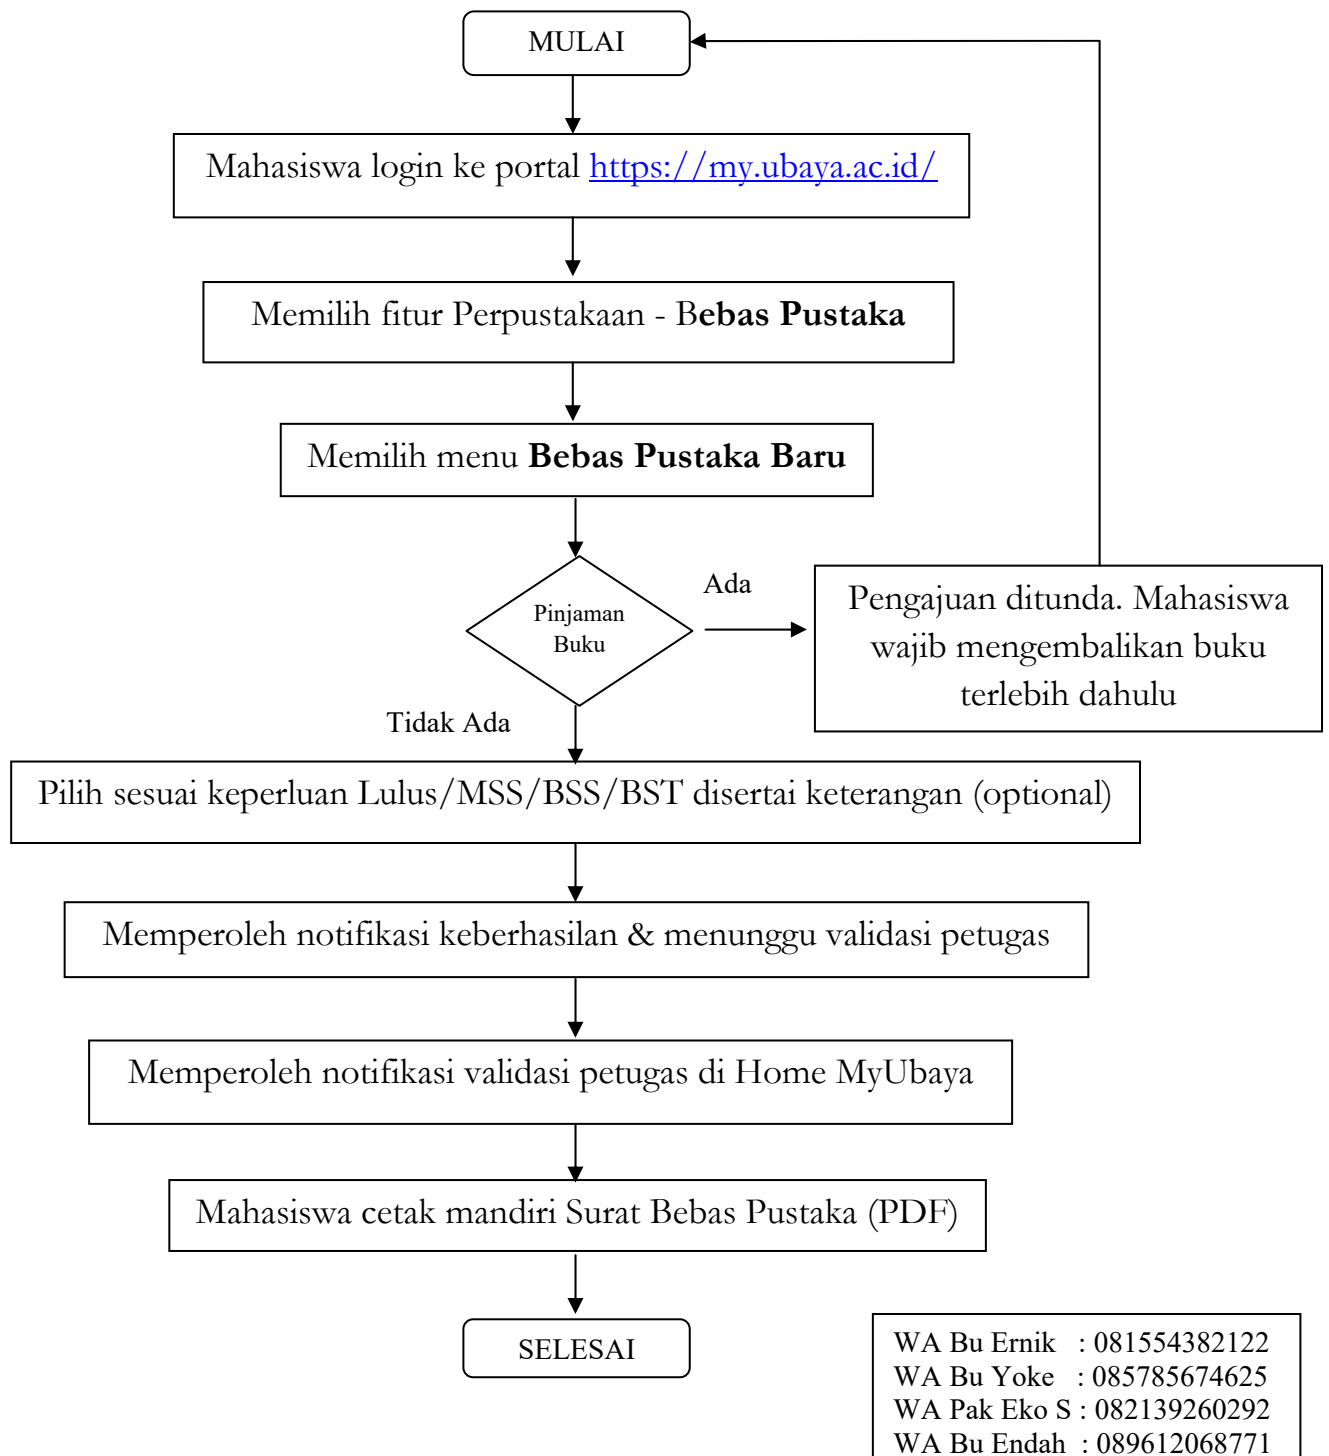 MULAI
Mahasiswa login ke portal https://my.ubaya.ac.id/
Memilih fitur Perpustakaan - Bebas Pustaka
Memilih menu Bebas Pustaka Baru
Pinjaman
Buku
Ada
Pengajuan ditunda. Mahasiswa
wajib mengembalikan buku
terlebih dahulu
Tidak Ada
Pilih sesuai keperluan Lulus/MSS/BSS/BST disertai keterangan (optional)
Memperoleh notifikasi keberhasilan & menunggu validasi petugas
Memperoleh notifikasi validasi petugas di Home MyUbaya
Mahasiswa cetak mandiri Surat Bebas Pustaka (PDF)
SELESAI
WA Bu Ernik : 081554382122
WA Bu Yoke : 085785674625
WA Pak Eko S : 082139260292
WA Bu Endah : 089612068771